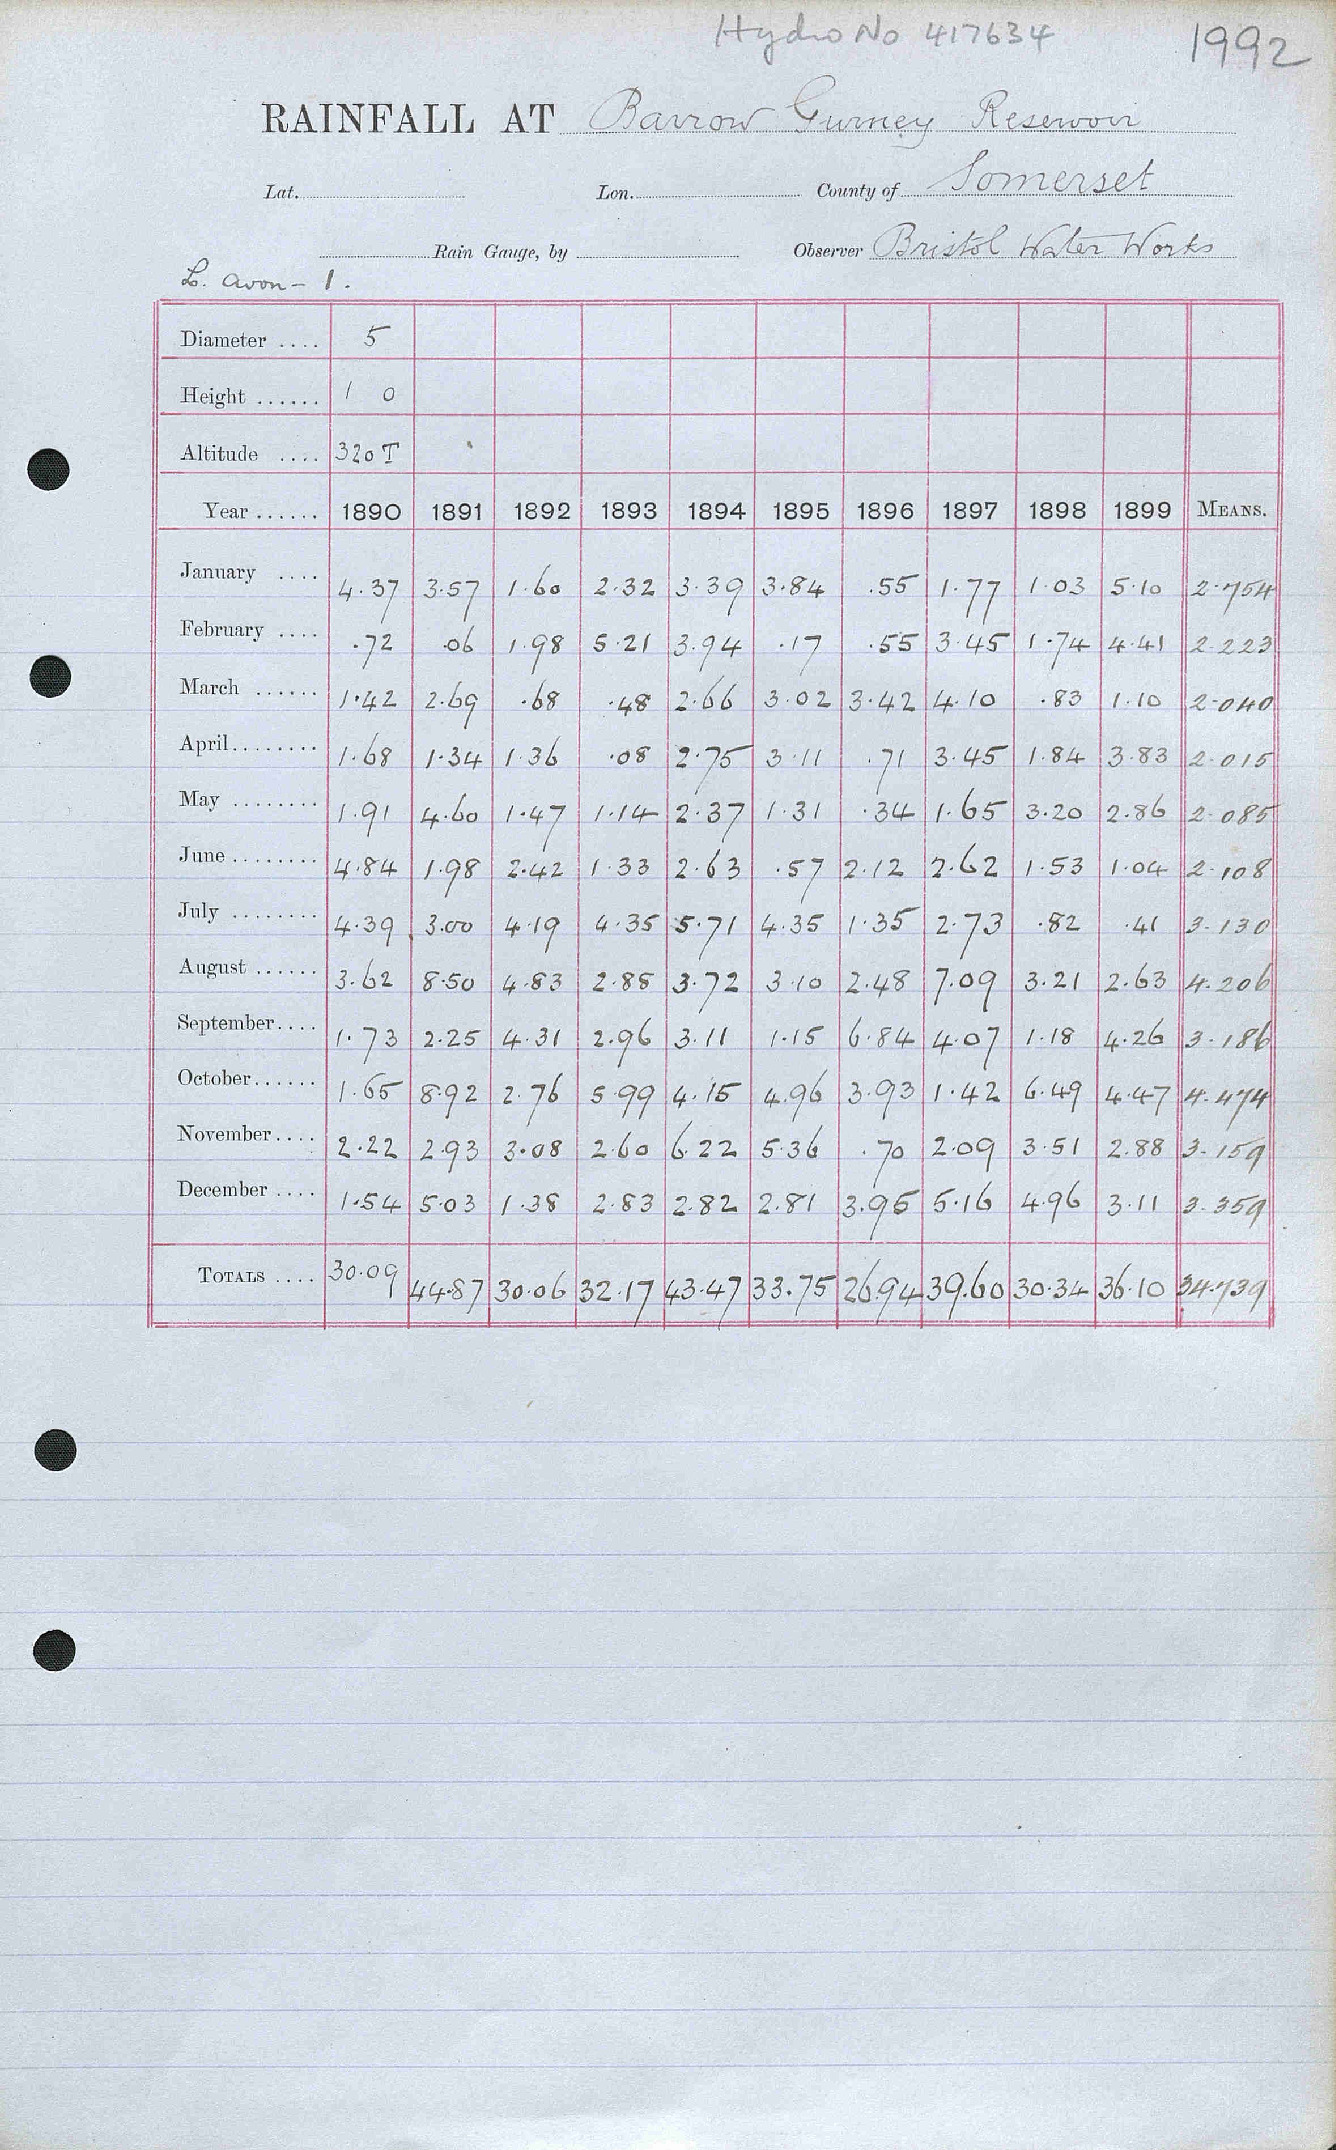 Hydro No 417634 1992
RAINFALL AT Barrow Gurney Reservoir
Lat. Lon. County of Somerset
Rain Gauge, by Observer Bristol Water Works
L. Avon - 1.
Diameter .... 5
Height ...... 1 0
Altitude .... 320 T
Year ...... 1890 1891 1892 1893 1894 1895 1896 1897 1898 1899 MEANS.
January .... 4.37 3.57 1.60 2.32 3.39 3.84 .55 1.77 1.03 5.10 2.754
February .... .72 .06 1.98 5.21 3.94 .17 .55 3.45 1.74 4.41 2.223
March ...... 1.42 2.69 .68 .48 2.66 3.02 3.42 4.10 .83 1.10 2.040
April........ 1.68 1.34 1.36 .08 2.75 3.11 .71 3.45 1.84 3.83 2.015
May ........ 1.91 4.60 1.47 1.14 2.37 1.31 .34 1.65 3.20 2.86 2.085
June ........ 4.84 1.98 2.42 1.33 2.63 .57 2.12 2.62 1.53 1.04 2.108
July ........ 4.39 3.00 4.19 4.35 5.71 4.35 1.35 2.73 .82 .41 3.130
August ...... 3.62 8.50 4.83 2.88 3.72 3.10 2.48 7.09 3.21 2.63 4.206
September.... 1.73 2.25 4.31 2.96 3.11 1.15 6.84 4.07 1.18 4.26 3.186
October...... 1.65 8.92 2.76 5.99 4.15 4.96 3.93 1.42 6.49 4.47 4.474
November.... 2.22 2.93 3.08 2.60 6.22 5.36 .70 2.09 3.51 2.88 3.159
December .... 1.54 5.03 1.38 2.83 2.82 2.81 3.95 5.16 4.96 3.11 3.359
TOTALS .... 30.09 44.87 30.06 32.17 43.47 33.75 26.94 39.60 30.34 36.10 34.739